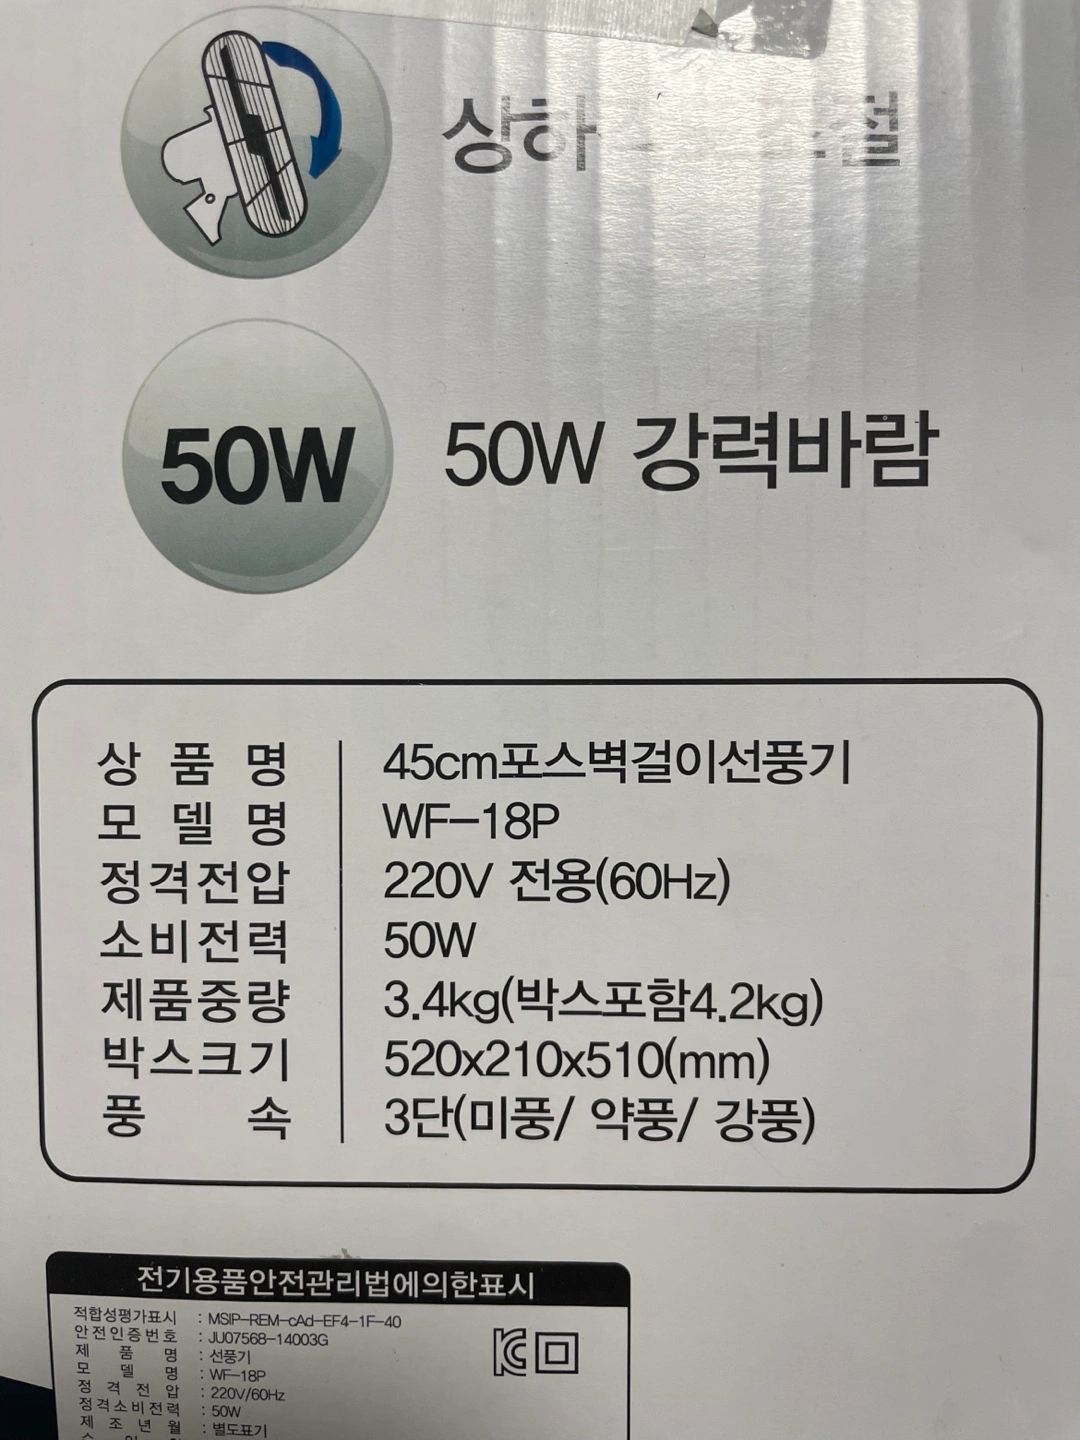 상하
50W
50W 강력바람
상 품 명 45cm포스벽걸이선풍기
모 델 명 WF-18P
정격전압 220V 전용(60Hz)
소비전력 50W
제품중량 3.4kg(박스포함4.2kg)
박스크기 520x210x510(mm)
풍 속 3단(미풍/ 약풍/ 강풍)
전기용품안전관리법에의한표시
적합성평가표시 : MSIP-REM-cAd-EF4-1F-40
안전인증번호 : JU07568-14003G
제 품 명 : 선풍기
모 델 명 : WF-18P
정 격 전 압 : 220V/60Hz
정격소비전력 : 50W
제 조 년 월 : 별도표기